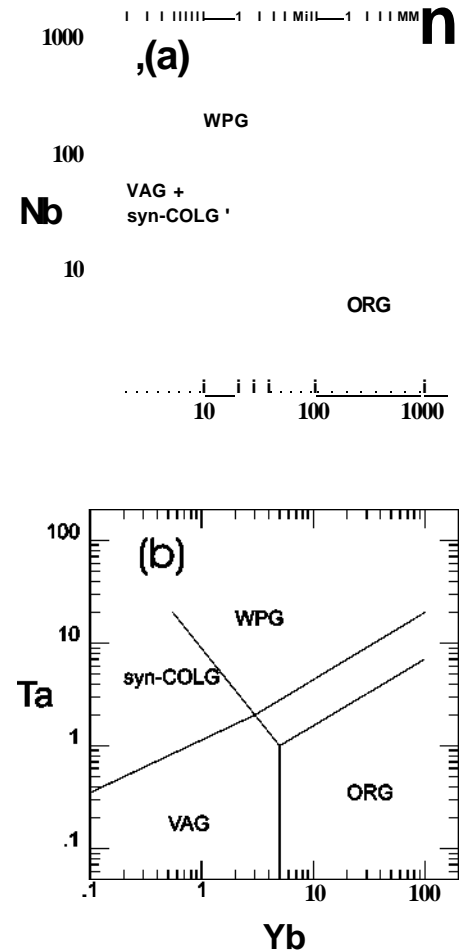 n
1000
,(a)
WPG
100
VAG +
syn-COLG '
Nb
10
ORG
10 100 1000
100
(b)
WPG
10
syn-COLG
Ta
1
ORG
VAG
.1
-1 1 10 100
Yb